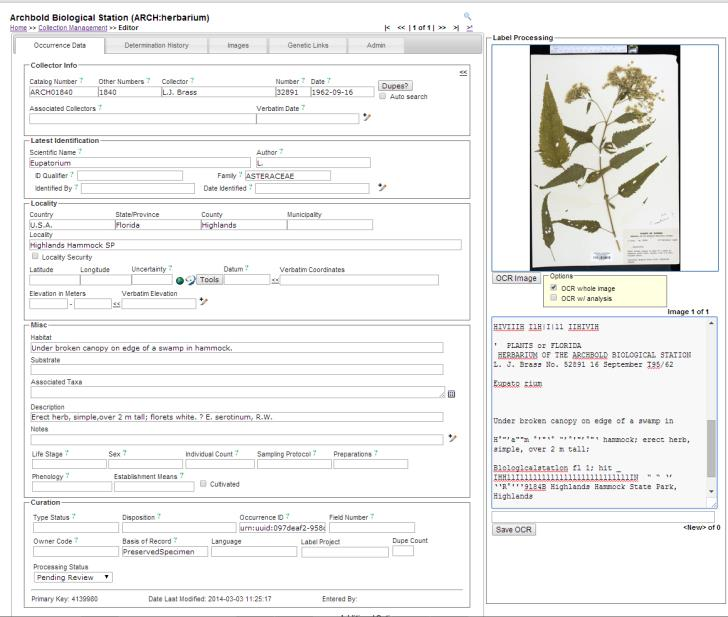 Archbold Biological Station (ARCH:herbarium)
Home >> Collection Management >> Editor
|< << | 1 of 1 | >> >| >*
Occurrence Data Determination History Images Genetic Links Admin
Collector Info
<<
Catalog Number ? Other Numbers ? Collector ? Number ? Date ?
ARCH01840 1840 L.J. Brass 32891 1962-09-16 Dupes?
Auto search
Associated Collectors ? Verbatim Date ?
Latest Identification
Scientific Name ? Author ?
Eupatorium L.
ID Qualifier ? Family ? ASTERACEAE
Identified By ? Date Identified ?
Locality
Country State/Province County Municipality
U.S.A. Florida Highlands
Locality
Highlands Hammock SP
Locality Security
Latitude Longitude Uncertainty ? Datum ? Verbatim Coordinates
Tools <<
Elevation in Meters Verbatim Elevation
- <<
Misc
Habitat
Under broken canopy on edge of a swamp in hammock.
Substrate
Associated Taxa
Description
Erect herb, simple,over 2 m tall; florets white. ? E. serotinum, R.W.
Notes
Life Stage ? Sex ? Individual Count ? Sampling Protocol ? Preparations ?
Phenology ? Establishment Means ? Cultivated
Curation
Type Status ? Disposition ? Occurrence ID ? Field Number ?
urn:uuid:097deaf2-958
Owner Code ? Basis of Record ? Language Label Project Dupe Count
PreservedSpecimen
Processing Status
Pending Review
Primary Key: 4139980 Date Last Modified: 2014-03-03 11:25:17 Entered By:
Label Processing
OCR Image
Options
OCR whole image
OCR w/ analysis
Image 1 of 1
' PLANTS or FLORIDA
HERBARIUM OF THE ARCHBOLD BIOLOGICAL STATION
L. J. Brass No. 52891 16 September T95/62
Eupato rium
Under broken canopy on edge of a swamp in
hammock; erect herb,
simple, over 2 m tall;
Blologlcalstation fl 1; hit _
9184B Highlands Hammock State Park,
Highlands
Save OCR
<New> of 0